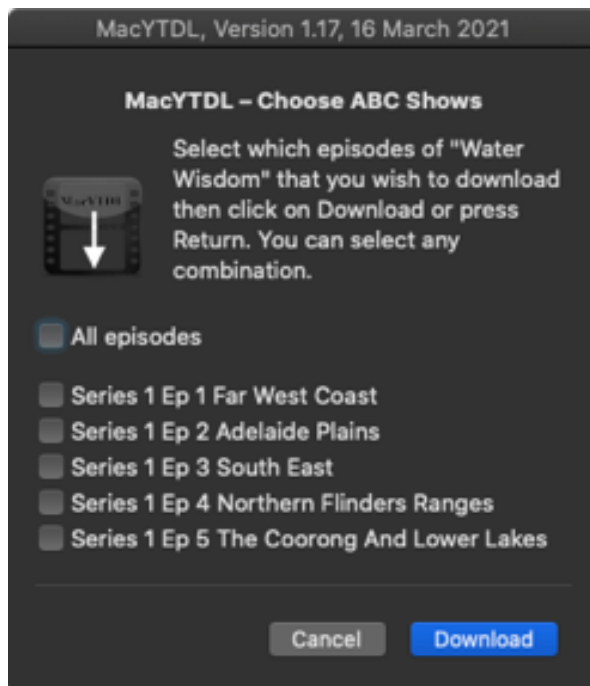 MacYTDL, Version 1.17, 16 March 2021
MacYTDL – Choose ABC Shows
Select which episodes of "Water
Wisdom" that you wish to download
then click on Download or press
Return. You can select any
combination.
MacYTDL
All episodes
Series 1 Ep 1 Far West Coast
Series 1 Ep 2 Adelaide Plains
Series 1 Ep 3 South East
Series 1 Ep 4 Northern Flinders Ranges
Series 1 Ep 5 The Coorong And Lower Lakes
Cancel
Download